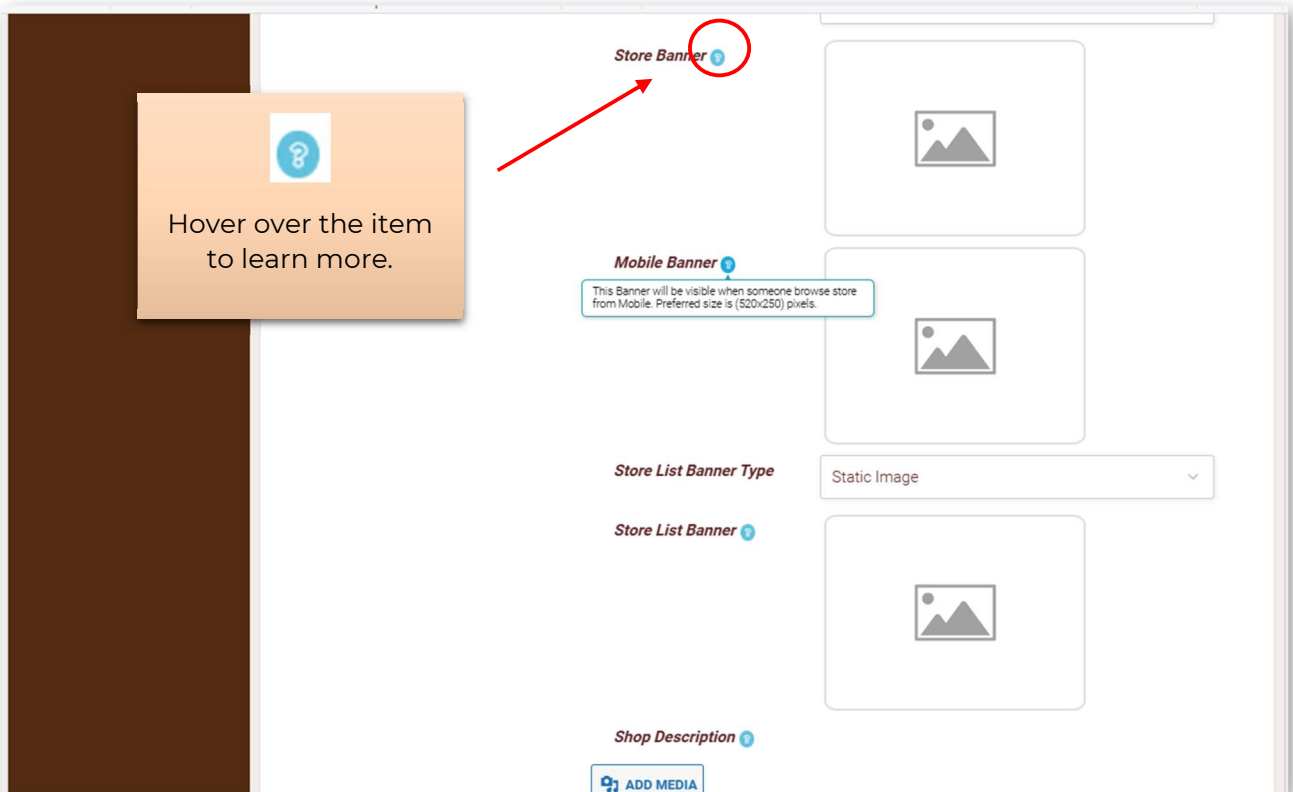 Store Banner ?
?
Hover over the item
to learn more.
Mobile Banner ?
This Banner will be visible when someone browse store
from Mobile. Preferred size is (520x250) pixels.
Store List Banner Type
Static Image
Store List Banner ?
Shop Description ?
ADD MEDIA